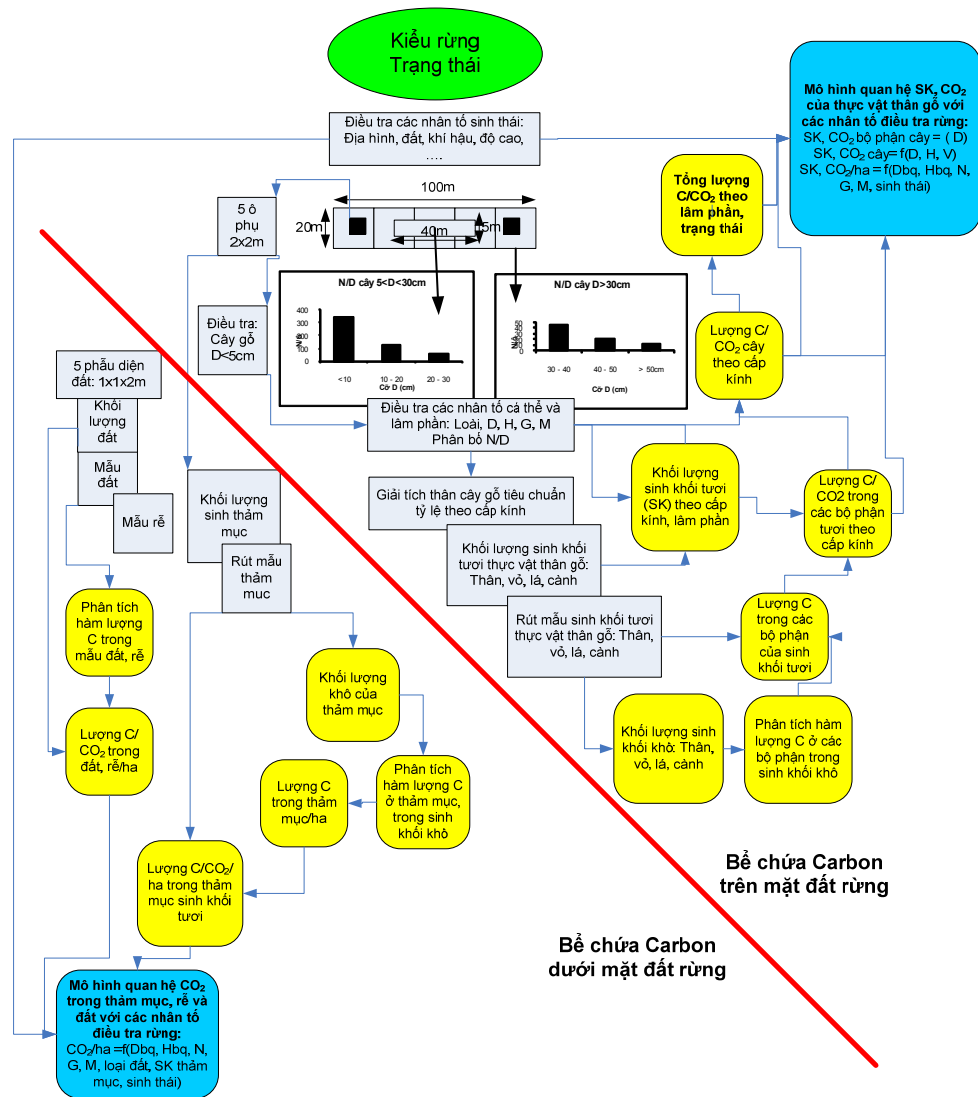 Kiểu rừng
Trạng thái
Mô hình quan hệ SK, CO₂
của thực vật thân gỗ với
các nhân tố điều tra rừng:
SK, CO₂ bộ phận cây = ( D)
SK, CO₂ cây= f(D, H, V)
SK, CO₂/ha = f(Dbq, Hbq, N,
G, M, sinh thái)
Điều tra các nhân tố sinh thái:
Địa hình, đất, khí hậu, độ cao,
….
100m
20m
40m
5m
5 ô
phụ
2x2m
Tổng lượng
C/CO₂ theo
lâm phần,
trạng thái
N/D cây 5<D<30cm
400
300
200
100
0
<10
10 - 20
20 - 30
Cỡ D (cm)
N/D cây D>30cm
30 - 40
40 - 50
> 50cm
Cỡ D (cm)
Điều tra:
Cây gỗ
D<5cm
Lượng C/
CO₂ cây
theo cấp
kính
5 phẫu diện
đất: 1x1x2m
Khối
lượng
đất
Mẫu
đất
Mẫu rễ
Điều tra các nhân tố cá thể và
lâm phần: Loài, D, H, G, M
Phân bố N/D
Khối lượng
sinh thảm
mục
Rút mẫu
thảm
muc
Giải tích thân cây gỗ tiêu chuẩn
tỷ lệ theo cấp kính
Khối lượng
sinh khối tươi
(SK) theo cấp
kính, lâm phần
Lượng C/
CO2 trong
các bộ phận
tươi theo
cấp kính
Khối lượng sinh khối
tươi thực vật thân gỗ:
Thân, vỏ, lá, cành
Rút mẫu sinh khối tươi
thực vật thân gỗ: Thân,
vỏ, lá, cành
Lượng C
trong các
bộ phận
của sinh
khối tươi
Phân tích
hàm lượng
C trong
mẫu đất, rễ
Khối lượng
khô của
thảm mục
Khối lượng sinh
khối khô: Thân,
vỏ, lá, cành
Phân tích hàm
lượng C ở các
bộ phận trong
sinh khối khô
Lượng C/
CO₂ trong
đất, rễ/ha
Lượng C
trong thảm
mục/ha
Phân tích
hàm lượng C
ở thảm mục,
trong sinh
khối khô
Lượng C/CO₂/
ha trong thảm
mục sinh khối
tươi
Bể chứa Carbon
trên mặt đất rừng
Bể chứa Carbon
dưới mặt đất rừng
Mô hình quan hệ CO₂
trong thảm mục, rễ và
đất với các nhân tố
điều tra rừng:
CO₂/ha =f(Dbq, Hbq, N,
G, M, loại đất, SK thảm
mục, sinh thái)